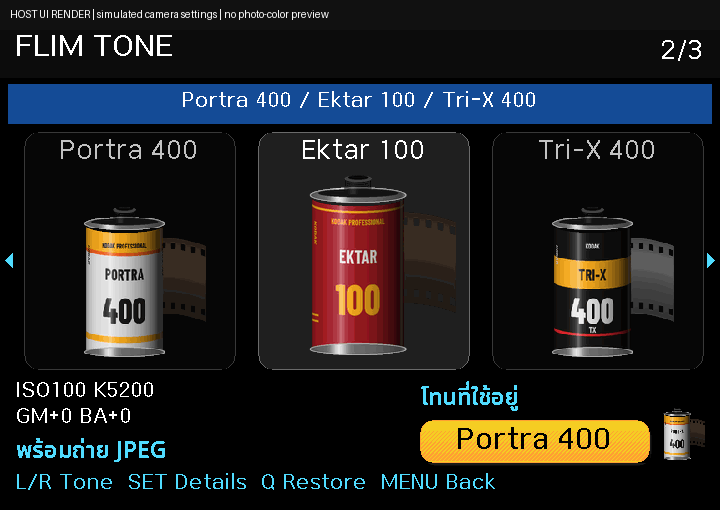 HOST UI RENDER | simulated camera settings | no photo-color preview
FLIM TONE
2/3
Portra 400 / Ektar 100 / Tri-X 400
Portra 400
Ektar 100
Tri-X 400
KODAK PROFESSIONAL
PORTRA
400
KODAK PROFESSIONAL
KODAK
EKTAR
100
KODAK
TRI-X
400
TX
ISO100 K5200
GM+0 BA+0
พร้อมถ่าย JPEG
โทนที่ใช้อยู่
Portra 400
400
L/R Tone SET Details Q Restore MENU Back